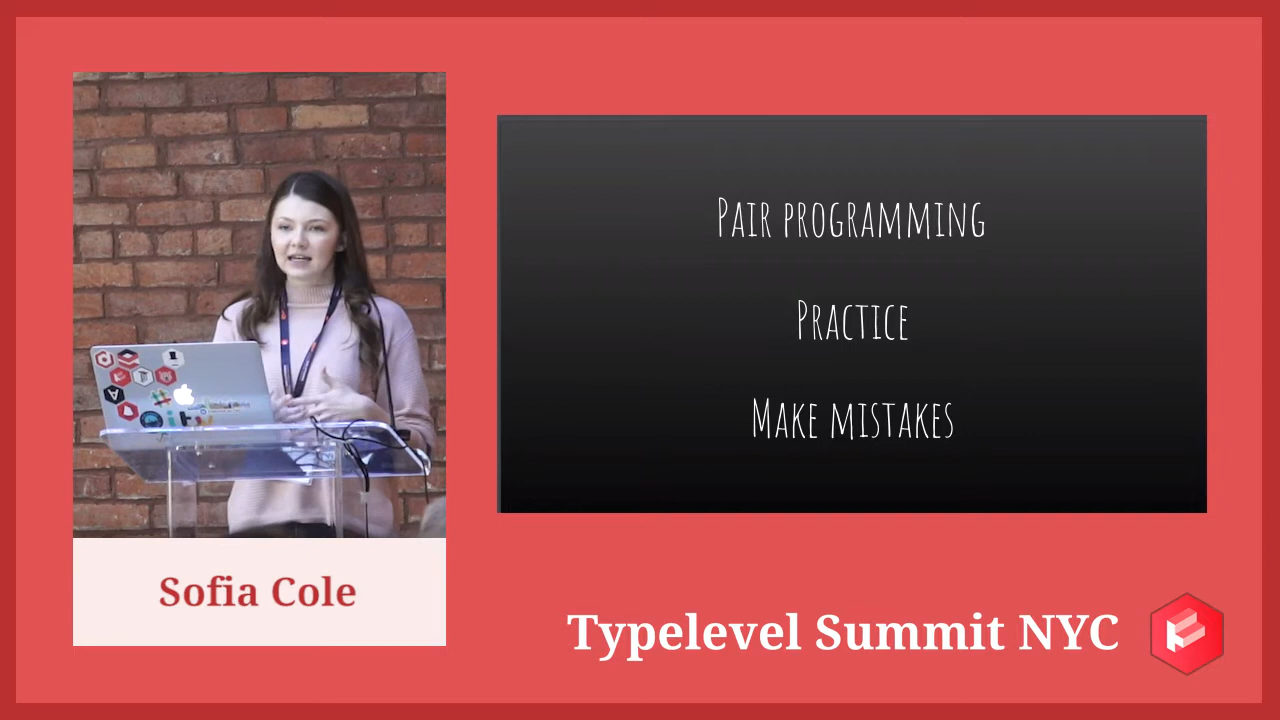 Pair programming
Practice
Make mistakes
Sofia Cole
Typelevel Summit NYC